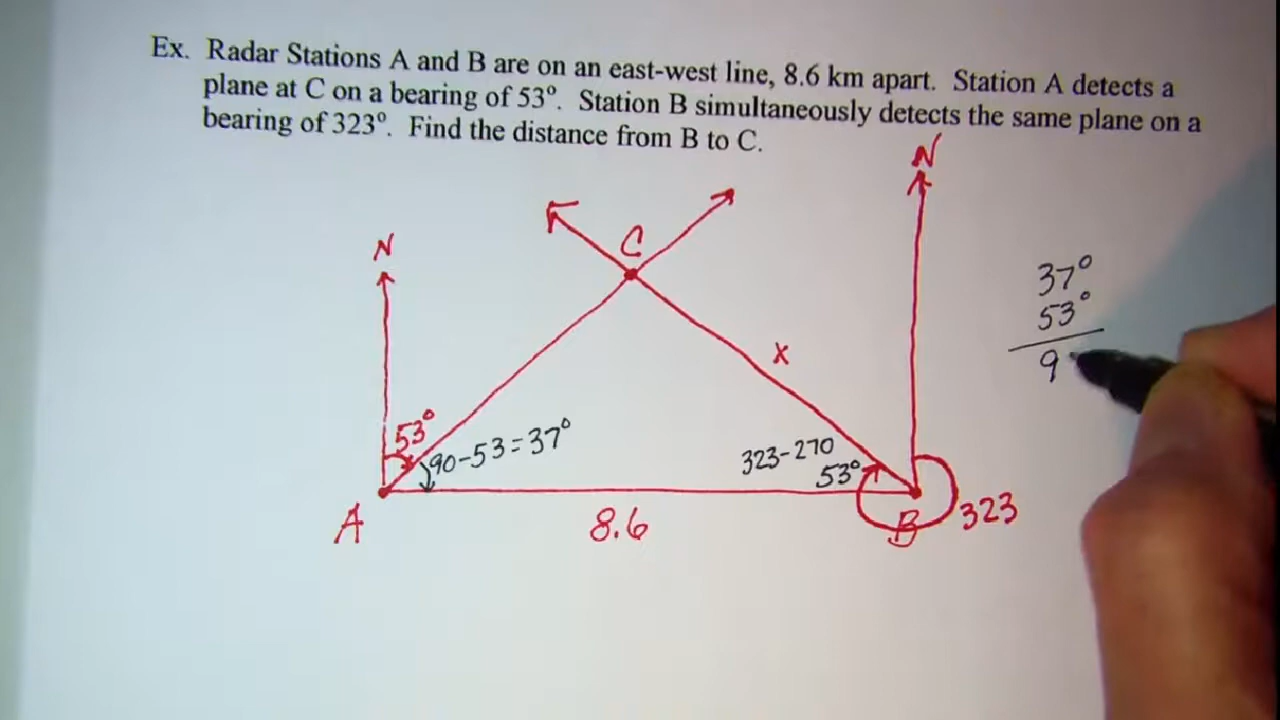 Ex. Radar Stations A and B are on an east-west line, 8.6 km apart. Station A detects a
plane at C on a bearing of 53°. Station B simultaneously detects the same plane on a
bearing of 323°. Find the distance from B to C.
N
N
C
37°
53°
9
x
53°
90-53=37°
323-270
53°
A
8.6
B
323